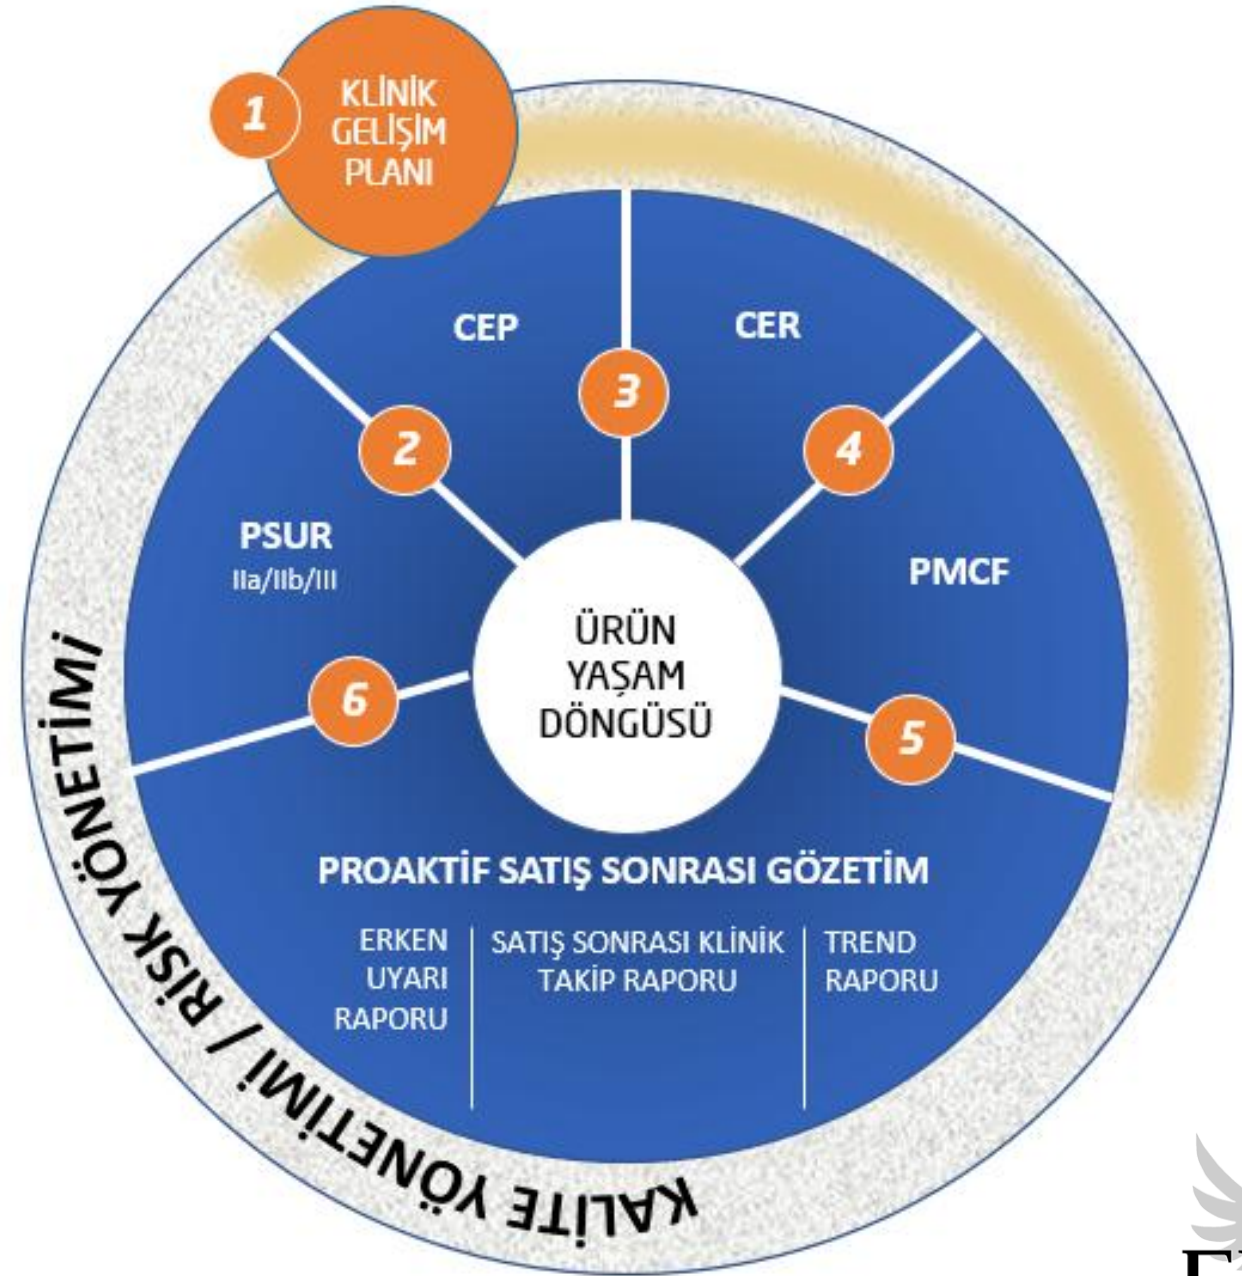 1
KLİNİK
GELİŞİM
PLANI
2
CEP
3
CER
4
PMCF
5
PSUR
IIa/IIb/III
6
ÜRÜN
YAŞAM
DÖNGÜSÜ
PROAKTİF SATIŞ SONRASI GÖZETİM
ERKEN
UYARI
RAPORU
SATIŞ SONRASI KLİNİK
TAKİP RAPORU
TREND
RAPORU
KALİTE YÖNETİMİ / RİSK YÖNETİMİ